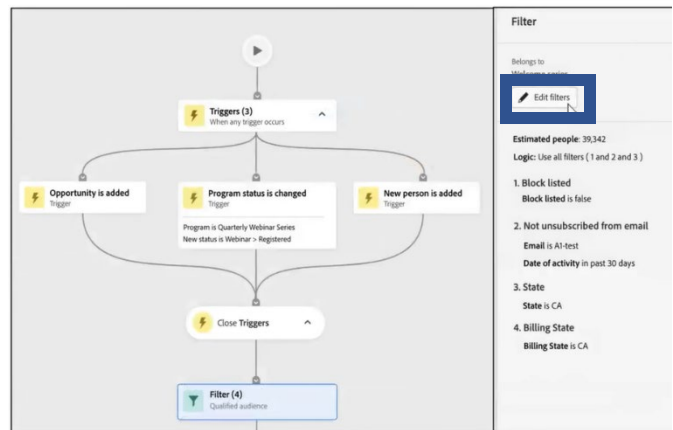 Triggers (3)
When any trigger occurs
Opportunity is added
Trigger
Program status is changed
Trigger
Program is Quarterly Webinar Series
New status is Webinar > Registered
New person is added
Trigger
Close Triggers
Filter (4)
Qualified audience
Filter
Belongs to
Welcome series
Edit filters
Estimated people: 39,342
Logic: Use all filters ( 1 and 2 and 3 )
1. Block listed
Block listed is false
2. Not unsubscribed from email
Email is A1-test
Date of activity in past 30 days
3. State
State is CA
4. Billing State
Billing State is CA